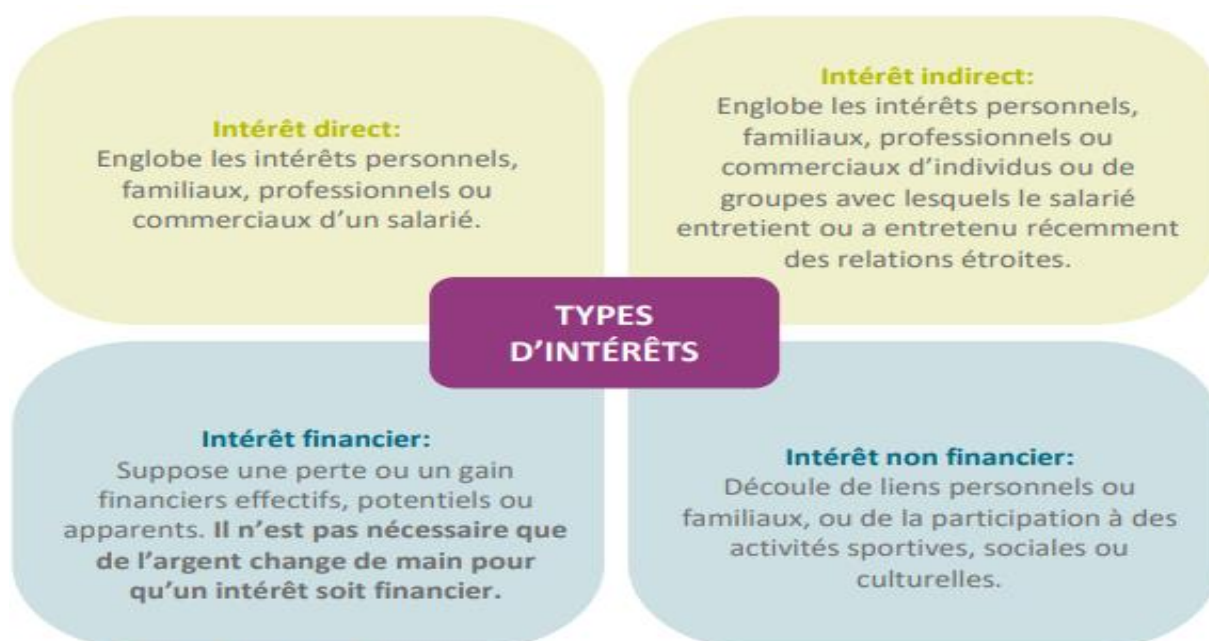 Intérêt direct:
Englobe les intérêts personnels,
familiaux, professionnels ou
commerciaux d’un salarié.
Intérêt indirect:
Englobe les intérêts personnels,
familiaux, professionnels ou
commerciaux d’individus ou de
groupes avec lesquels le salarié
entretient ou a entretenu récemment
des relations étroites.
TYPES
D’INTÉRÊTS
Intérêt financier:
Suppose une perte ou un gain
financiers effectifs, potentiels ou
apparents. Il n’est pas nécessaire que
de l’argent change de main pour
qu’un intérêt soit financier.
Intérêt non financier:
Découle de liens personnels ou
familiaux, ou de la participation à des
activités sportives, sociales ou
culturelles.